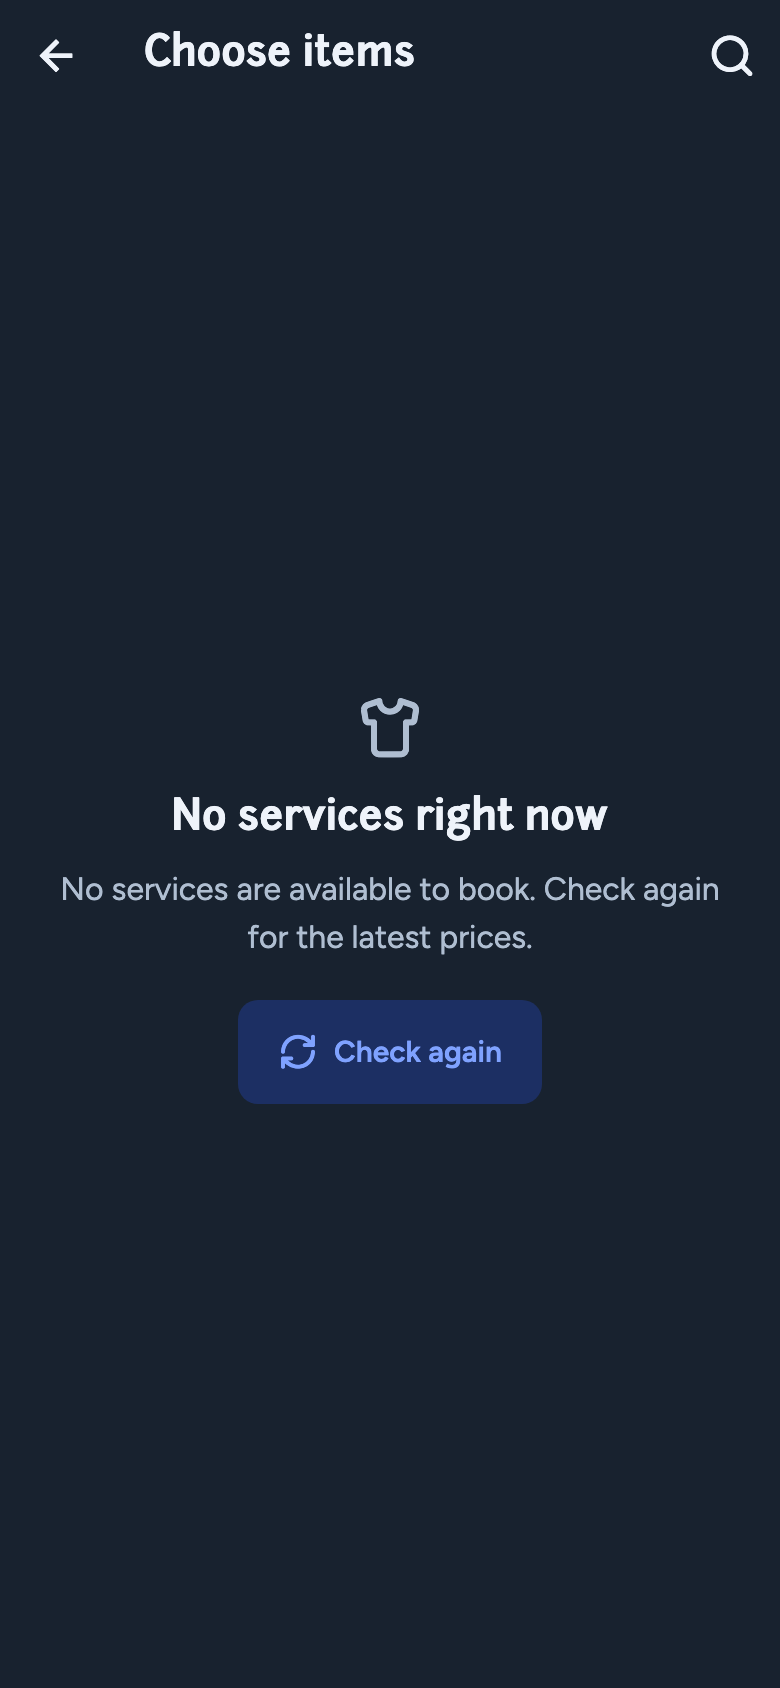 Choose items
No services right now
No services are available to book. Check again
for the latest prices.
Check again